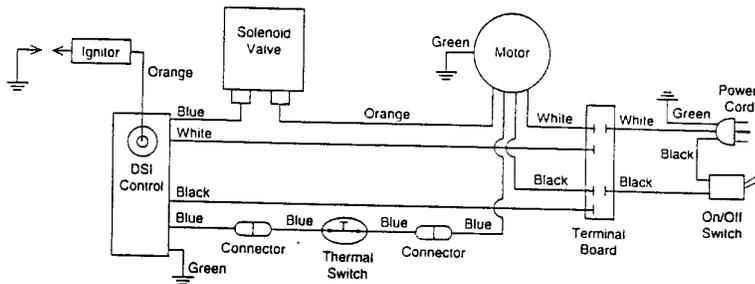 Solenoid
Valve
Green
Motor
Ignitor
Orange
Power
Cord
Blue
Orange
White
White
Green
White
DSI
Control
Black
Black
Black
Black
On/Off
Switch
Blue
Blue
Blue
Blue
Connector
Thermal
Switch
Connector
Terminal
Board
Green